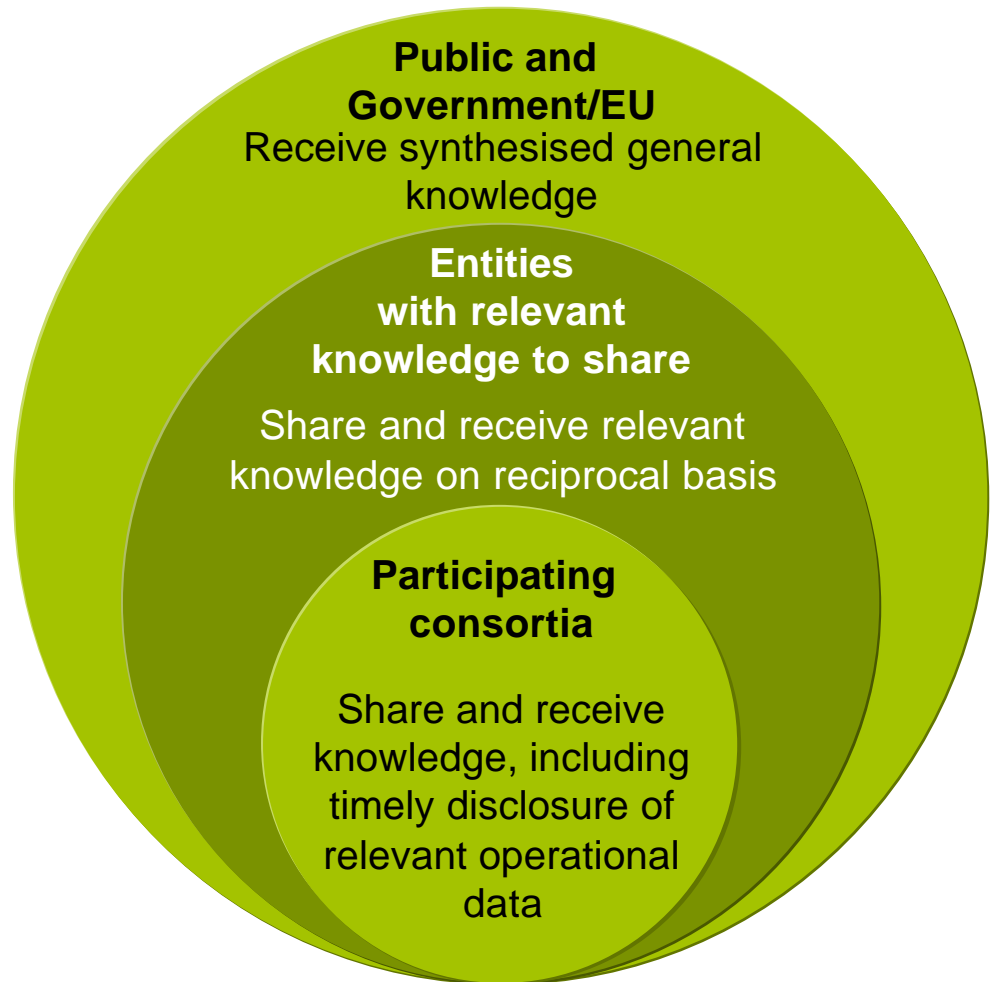 Public and
Government/EU
Receive synthesised general
knowledge
Entities
with relevant
knowledge to share
Share and receive relevant
knowledge on reciprocal basis
Participating
consortia
Share and receive
knowledge, including
timely disclosure of
relevant operational
data